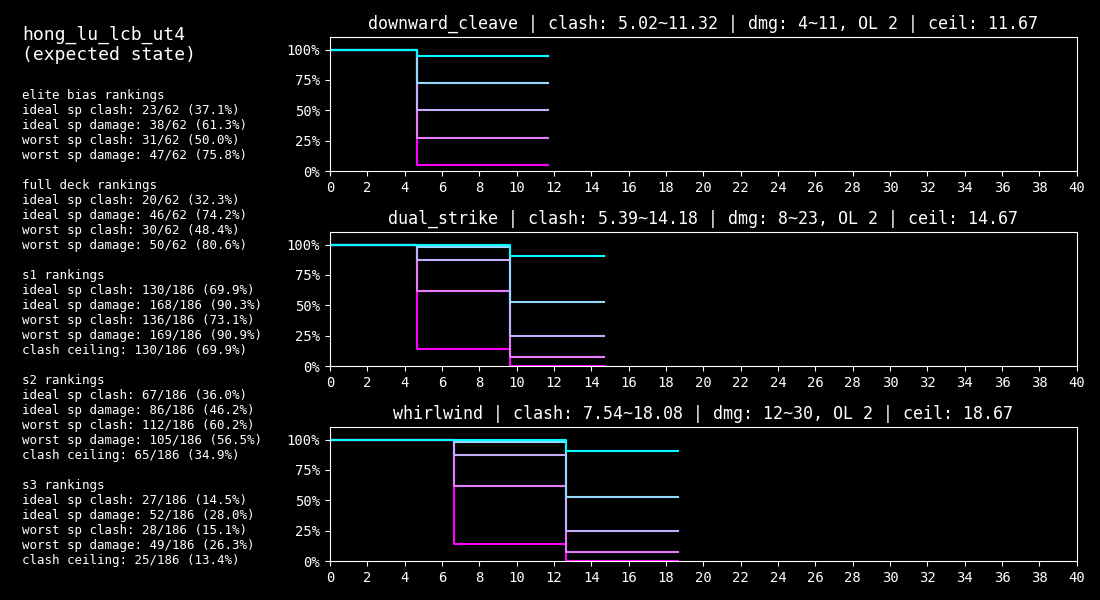 hong_lu_lcb_ut4
(expected state)
elite bias rankings
ideal sp clash: 23/62 (37.1%)
ideal sp damage: 38/62 (61.3%)
worst sp clash: 31/62 (50.0%)
worst sp damage: 47/62 (75.8%)
full deck rankings
ideal sp clash: 20/62 (32.3%)
ideal sp damage: 46/62 (74.2%)
worst sp clash: 30/62 (48.4%)
worst sp damage: 50/62 (80.6%)
s1 rankings
ideal sp clash: 130/186 (69.9%)
ideal sp damage: 168/186 (90.3%)
worst sp clash: 136/186 (73.1%)
worst sp damage: 169/186 (90.9%)
clash ceiling: 130/186 (69.9%)
s2 rankings
ideal sp clash: 67/186 (36.0%)
ideal sp damage: 86/186 (46.2%)
worst sp clash: 112/186 (60.2%)
worst sp damage: 105/186 (56.5%)
clash ceiling: 65/186 (34.9%)
s3 rankings
ideal sp clash: 27/186 (14.5%)
ideal sp damage: 52/186 (28.0%)
worst sp clash: 28/186 (15.1%)
worst sp damage: 49/186 (26.3%)
clash ceiling: 25/186 (13.4%)
downward_cleave | clash: 5.02~11.32 | dmg: 4~11, OL 2 | ceil: 11.67
100%
75%
50%
25%
0%
0 2 4 6 8 10 12 14 16 18 20 22 24 26 28 30 32 34 36 38 40
dual_strike | clash: 5.39~14.18 | dmg: 8~23, OL 2 | ceil: 14.67
100%
75%
50%
25%
0%
0 2 4 6 8 10 12 14 16 18 20 22 24 26 28 30 32 34 36 38 40
whirlwind | clash: 7.54~18.08 | dmg: 12~30, OL 2 | ceil: 18.67
100%
75%
50%
25%
0%
0 2 4 6 8 10 12 14 16 18 20 22 24 26 28 30 32 34 36 38 40